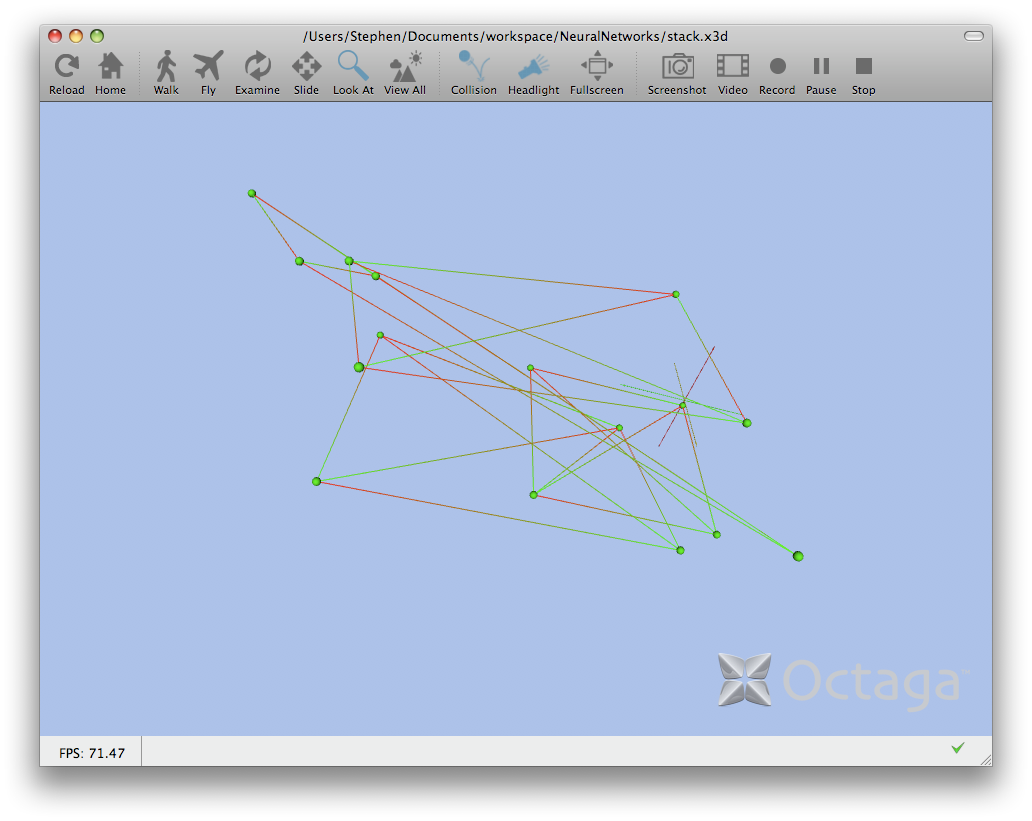 /Users/Stephen/Documents/workspace/NeuralNetworks/stack.x3d
Reload Home Walk Fly Examine Slide Look At View All Collision Headlight Fullscreen Screenshot Video Record Pause Stop
Octaga™
FPS: 71.47